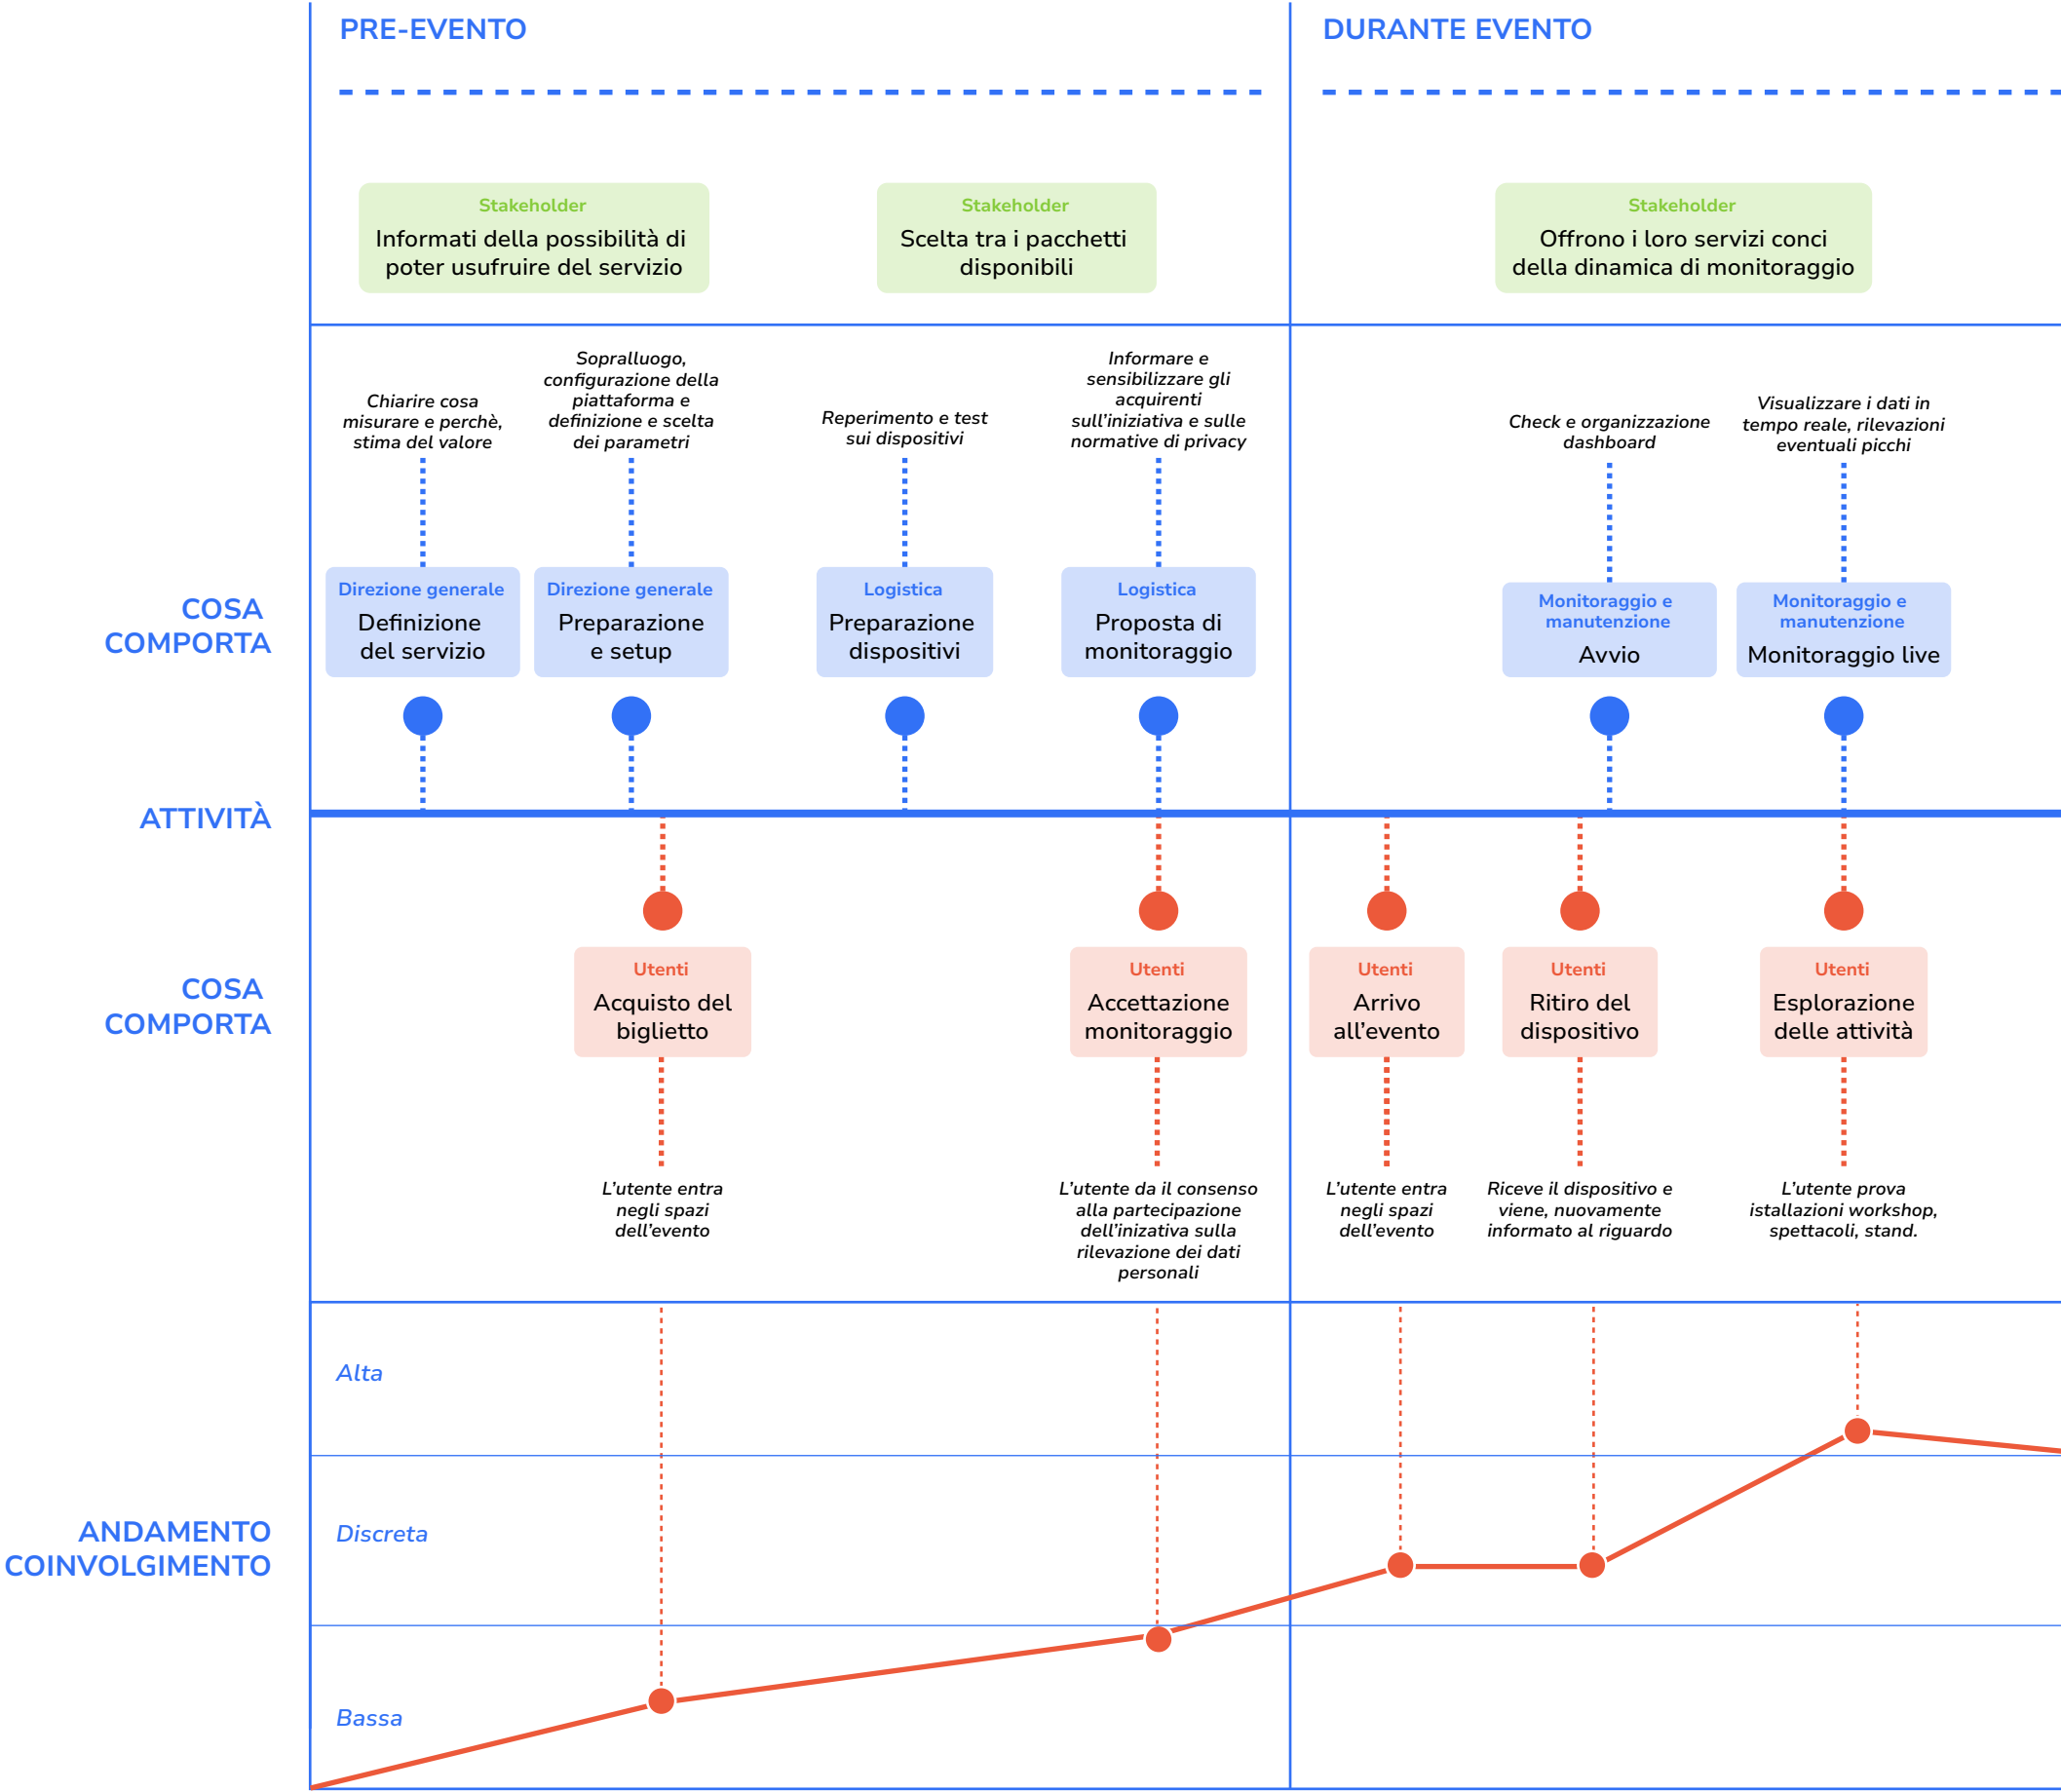 PRE-EVENTO
DURANTE EVENTO
Stakeholder
Informati della possibilità di
poter usufruire del servizio
Stakeholder
Scelta tra i pacchetti
disponibili
Stakeholder
Offrono i loro servizi conci
della dinamica di monitoraggio
Chiarire cosa
misurare e perchè,
stima del valore
Sopralluogo,
configurazione della
piattaforma e
definizione e scelta
dei parametri
Reperimento e test
sui dispositivi
Informare e
sensibilizzare gli
acquirenti
sull'iniziativa e sulle
normative di privacy
Check e organizzazione
dashboard
Visualizzare i dati in
tempo reale, rilevazioni
eventuali picchi
COSA
COMPORTA
Direzione generale
Definizione
del servizio
Direzione generale
Preparazione
e setup
Logistica
Preparazione
dispositivi
Logistica
Proposta di
monitoraggio
Monitoraggio e
manutenzione
Avvio
Monitoraggio e
manutenzione
Monitoraggio live
ATTIVITÀ
COSA
COMPORTA
Utenti
Acquisto del
biglietto
Utenti
Accettazione
monitoraggio
Utenti
Arrivo
all'evento
Utenti
Ritiro del
dispositivo
Utenti
Esplorazione
delle attività
L'utente entra
negli spazi
dell'evento
L'utente da il consenso
alla partecipazione
dell'inizativa sulla
rilevazione dei dati
personali
L'utente entra
negli spazi
dell'evento
Riceve il dispositivo e
viene, nuovamente
informato al riguardo
L'utente prova
istallazioni workshop,
spettacoli, stand.
ANDAMENTO
COINVOLGIMENTO
Alta
Discreta
Bassa